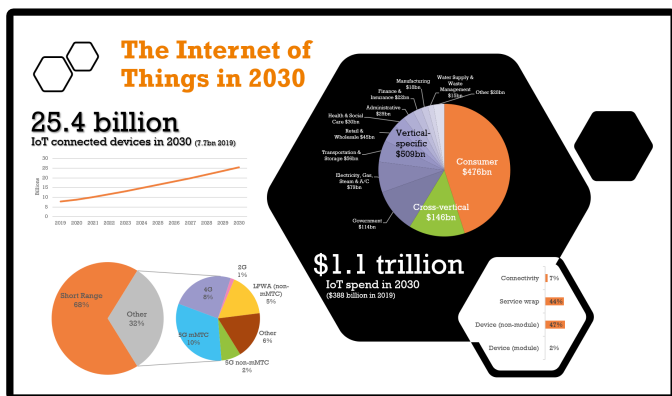 The Internet of
Things in 2030
25.4 billion
IoT connected devices in 2030 (7.7bn 2019)
Billions
30
25
20
15
10
5
0
2019 2020 2021 2022 2023 2024 2025 2026 2027 2028 2029 2030
Short Range
68%
Other
32%
2G
1%
4G
8%
LPWA (non-
mMTC)
5%
5G mMTC
10%
Other
6%
5G non-mMTC
2%
Water Supply &
Waste
Management
$15bn
Manufacturing
$18bn
Other $28bn
Finance &
Insurance $22bn
Administrative
$25bn
Health & Social
Care $30bn
Retail &
Wholesale $45bn
Transportation &
Storage $56bn
Electricity, Gas,
Steam & A/C
$78bn
Government
$114bn
Vertical-
specific
$509bn
Consumer
$476bn
Cross-vertical
$146bn
$1.1 trillion
IoT spend in 2030
($388 billion in 2019)
Connectivity 7%
Service wrap 44%
Device (non-module) 47%
Device (module) 2%